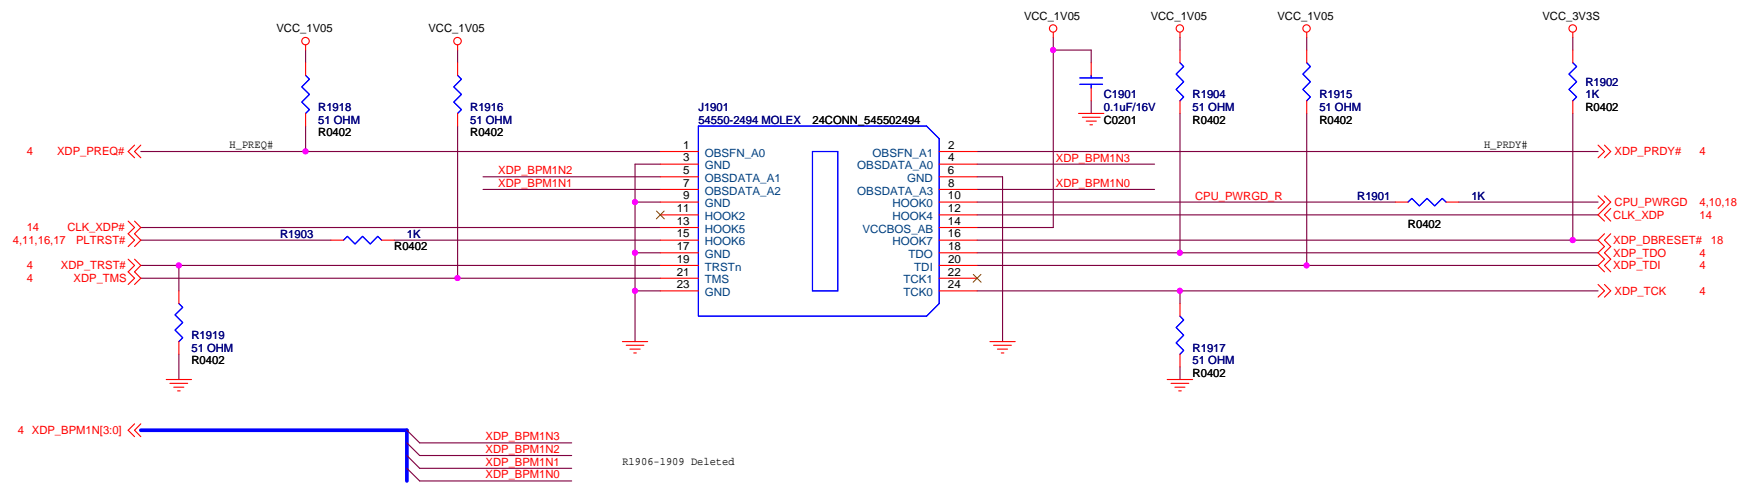 VCC_1V05
VCC_1V05
VCC_1V05
VCC_1V05
VCC_1V05
VCC_3V3S
R1918
51 OHM
R0402
R1916
51 OHM
R0402
C1901
0.1uF/16V
C0201
R1904
51 OHM
R0402
R1915
51 OHM
R0402
R1902
1K
R0402
J1901
54550-2494 MOLEX 24CONN_545502494
4 XDP_PREQ# H_PREQ# 1 OBSFN_A0
3 GND
XDP_BPM1N2 5 OBSDATA_A1
XDP_BPM1N1 7 OBSDATA_A2
9 GND
11 HOOK2
14 CLK_XDP# 13 HOOK5
4,11,16,17 PLTRST# R1903 1K 15 HOOK6
R0402
17 GND
4 XDP_TRST# 19 TRSTn
4 XDP_TMS 21 TMS
23 GND
OBSFN_A1 2 H_PRDY# XDP_PRDY# 4
OBSDATA_A0 4 XDP_BPM1N3
GND 6
OBSDATA_A3 8 XDP_BPM1N0
HOOK0 10 CPU_PWRGD_R R1901 1K CPU_PWRGD 4,10,18
HOOK4 12 CLK_XDP 14
R0402
VCCBOS_AB 14
HOOK7 16 XDP_DBRESET# 18
TDO 18 XDP_TDO 4
TDI 20 XDP_TDI 4
TCK1 22
TCK0 24 XDP_TCK 4
R1919
51 OHM
R0402
R1917
51 OHM
R0402
4 XDP_BPM1N[3:0]
XDP_BPM1N3
XDP_BPM1N2
XDP_BPM1N1
XDP_BPM1N0
R1906-1909 Deleted